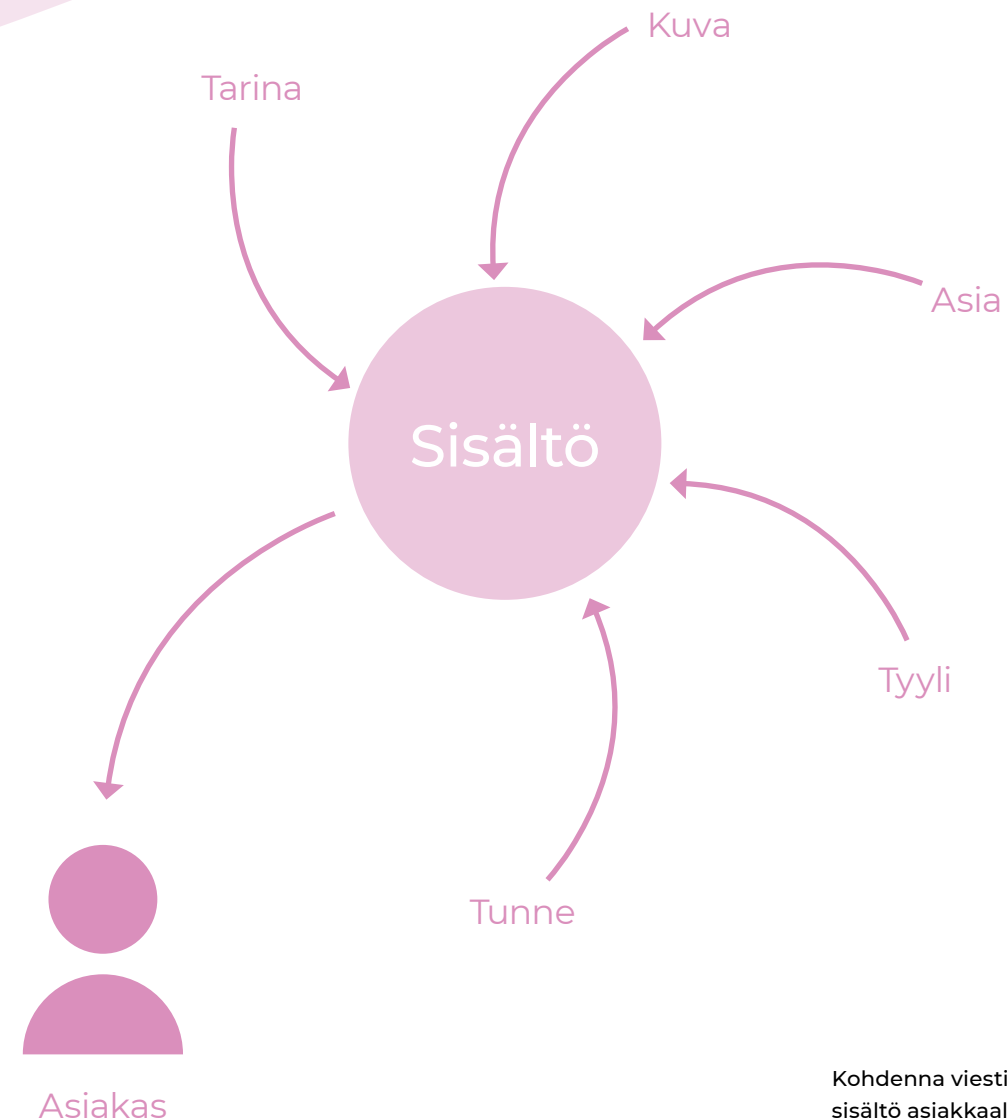 Kuva
Tarina
Asia
Sisältö
Tyyli
Tunne
Kohdenna viesti
sisältö asiakkaal
Asiakas